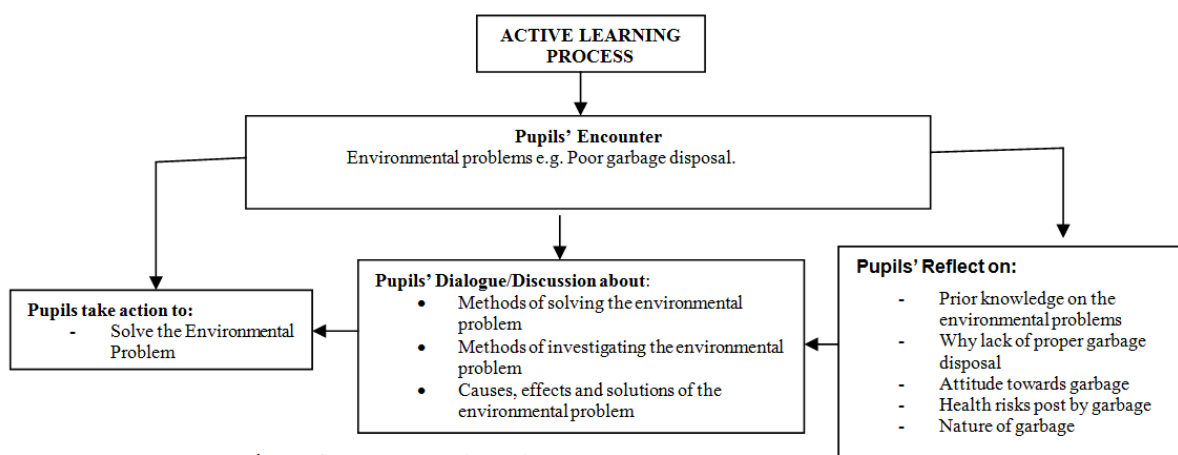 ACTIVE LEARNING
PROCESS
Pupils’ Encounter
Environmental problems e.g. Poor garbage disposal.
Pupils take action to:
- Solve the Environmental
Problem
Pupils’ Dialogue/Discussion about:
• Methods of solving the environmental
problem
• Methods of investigating the environmental
problem
• Causes, effects and solutions of the
environmental problem
Pupils’ Reflect on:
- Prior knowledge on the
environmental problems
- Why lack of proper garbage
disposal
- Attitude towards garbage
- Health risks post by garbage
- Nature of garbage